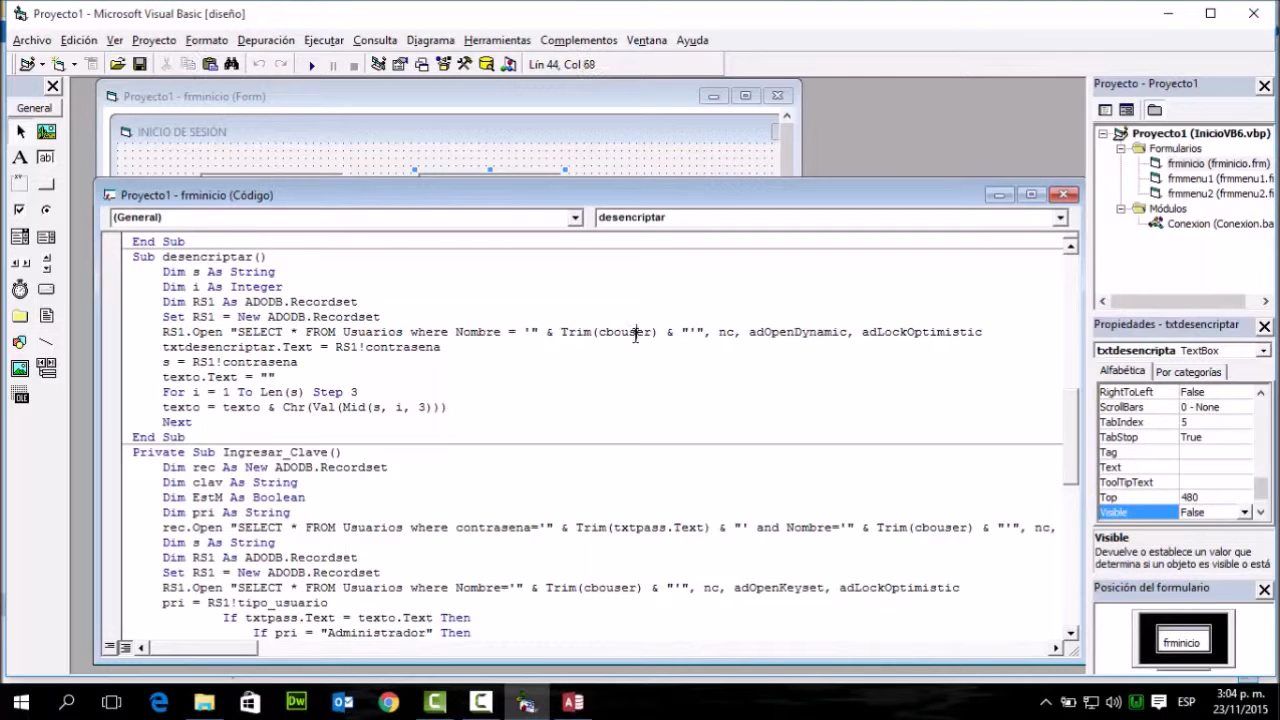 Proyecto1 - Microsoft Visual Basic [diseño]
Archivo Edición Ver Proyecto Formato Depuración Ejecutar Consulta Diagrama Herramientas Complementos Ventana Ayuda
Lín 44, Col 68
General
Proyecto1 - frminicio (Form)
INICIO DE SESIÓN
Proyecto1 - frminicio (Código)
(General) desencriptar
End Sub
Sub desencriptar()
Dim s As String
Dim i As Integer
Dim RS1 As ADODB.Recordset
Set RS1 = New ADODB.Recordset
RS1.Open "SELECT * FROM Usuarios where Nombre = '" & Trim(cbouser) & "'", nc, adOpenDynamic, adLockOptimistic
txtdesencriptar.Text = RS1!contrasena
s = RS1!contrasena
texto.Text = ""
For i = 1 To Len(s) Step 3
texto = texto & Chr(Val(Mid(s, i, 3)))
Next
End Sub
Private Sub Ingresar_Clave()
Dim rec As New ADODB.Recordset
Dim clav As String
Dim EstM As Boolean
Dim pri As String
rec.Open "SELECT * FROM Usuarios where contrasena='" & Trim(txtpass.Text) & "' and Nombre='" & Trim(cbouser) & "'", nc,
Dim s As String
Dim RS1 As ADODB.Recordset
Set RS1 = New ADODB.Recordset
RS1.Open "SELECT * FROM Usuarios where Nombre='" & Trim(cbouser) & "'", nc, adOpenKeyset, adLockOptimistic
pri = RS1!tipo_usuario
If txtpass.Text = texto.Text Then
If pri = "Administrador" Then
Proyecto - Proyecto1
Proyecto1 (InicioVB6.vbp)
Formularios
frminicio (frminicio.frm)
frmmenu1 (frmmenu1.fr
frmmenu2 (frmmenu2.fr
Módulos
Conexion (Conexion.ba
Propiedades - txtdesencriptar
txtdesencripta TextBox
Alfabética Por categorías
RightToLeft False
ScrollBars 0 - None
TabIndex 5
TabStop True
Tag
Text
ToolTipText
Top 480
Visible False
Visible
Devuelve o establece un valor que
determina si un objeto es visible o está
Posición del formulario
frminicio
Dw
ESP
3:04 p. m.
23/11/2015